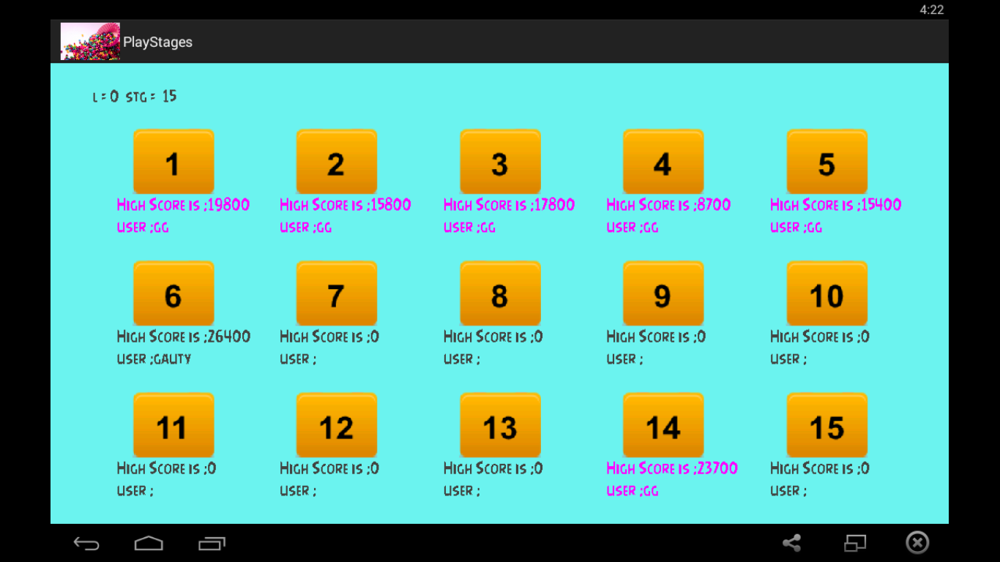 4:22
PlayStages
L = 0 STG = 15
1 2 3 4 5
HIGH SCORE IS ;19800 HIGH SCORE IS ;15800 HIGH SCORE IS ;17800 HIGH SCORE IS ;8700 HIGH SCORE IS ;15400
USER ;GG USER ;GG USER ;GG USER ;GG USER ;GG
6 7 8 9 10
HIGH SCORE IS ;26400 HIGH SCORE IS ;0 HIGH SCORE IS ;0 HIGH SCORE IS ;0 HIGH SCORE IS ;0
USER ;GAUTY USER ; USER ; USER ; USER ;
11 12 13 14 15
HIGH SCORE IS ;0 HIGH SCORE IS ;0 HIGH SCORE IS ;0 HIGH SCORE IS ;23700 HIGH SCORE IS ;0
USER ; USER ; USER ; USER ;GG USER ;